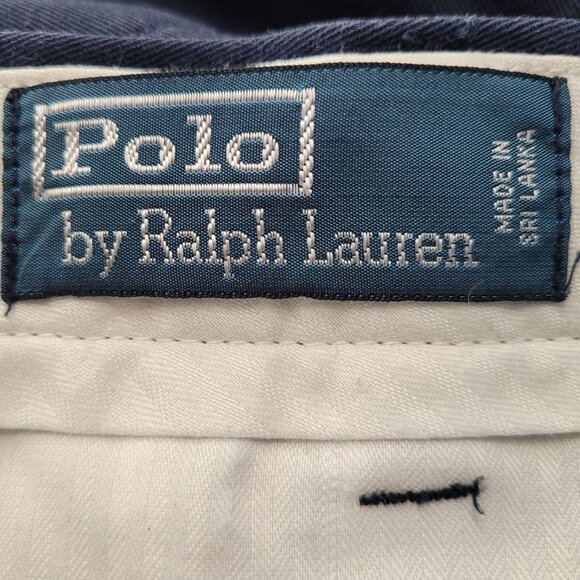 Polo
by Ralph Lauren
MADE IN
SRI LANKA